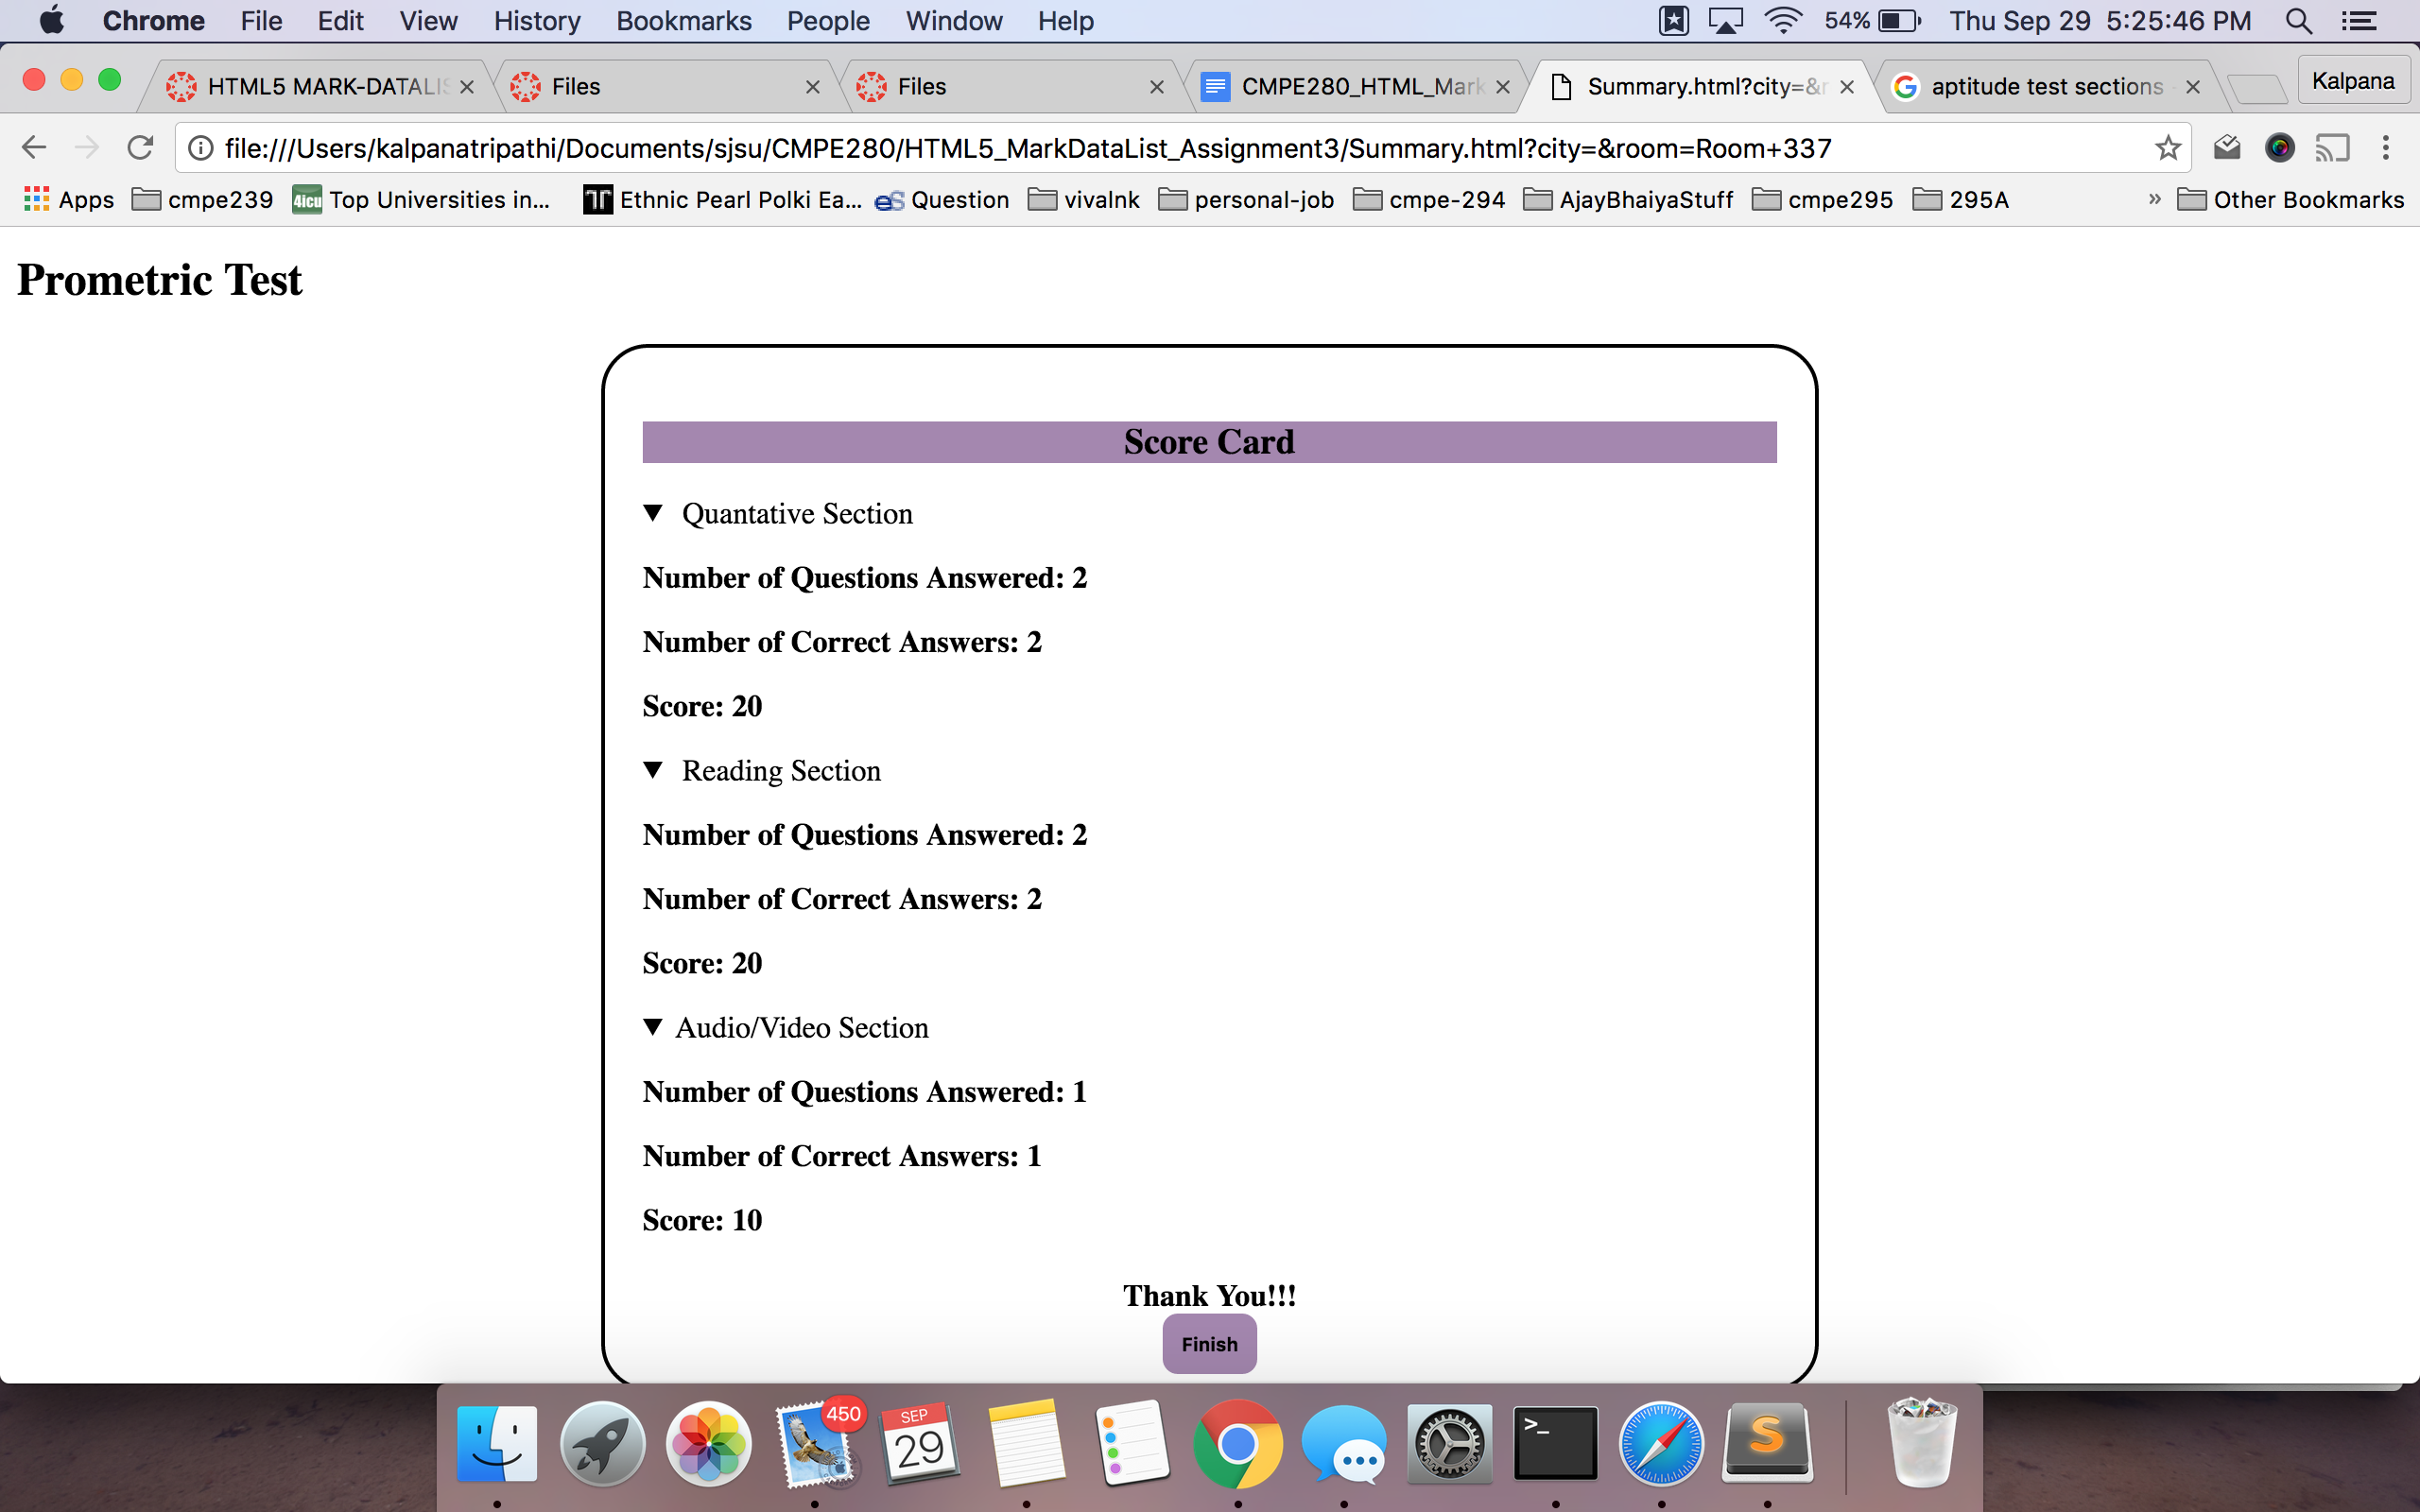 Chrome File Edit View History Bookmarks People Window Help 54% Thu Sep 29 5:25:46 PM
HTML5 MARK-DATALIS Files Files CMPE280_HTML_Mark Summary.html?city=&r aptitude test sections Kalpana
file:///Users/kalpanatripathi/Documents/sjsu/CMPE280/HTML5_MarkDataList_Assignment3/Summary.html?city=&room=Room+337
Apps cmpe239 4icu Top Universities in... Ethnic Pearl Polki Ea... eS Question vivalnk personal-job cmpe-294 AjayBhaiyaStuff cmpe295 295A » Other Bookmarks
Prometric Test
Score Card
Quantative Section
Number of Questions Answered: 2
Number of Correct Answers: 2
Score: 20
Reading Section
Number of Questions Answered: 2
Number of Correct Answers: 2
Score: 20
Audio/Video Section
Number of Questions Answered: 1
Number of Correct Answers: 1
Score: 10
Thank You!!!
Finish
450
SEP
29
>_
S